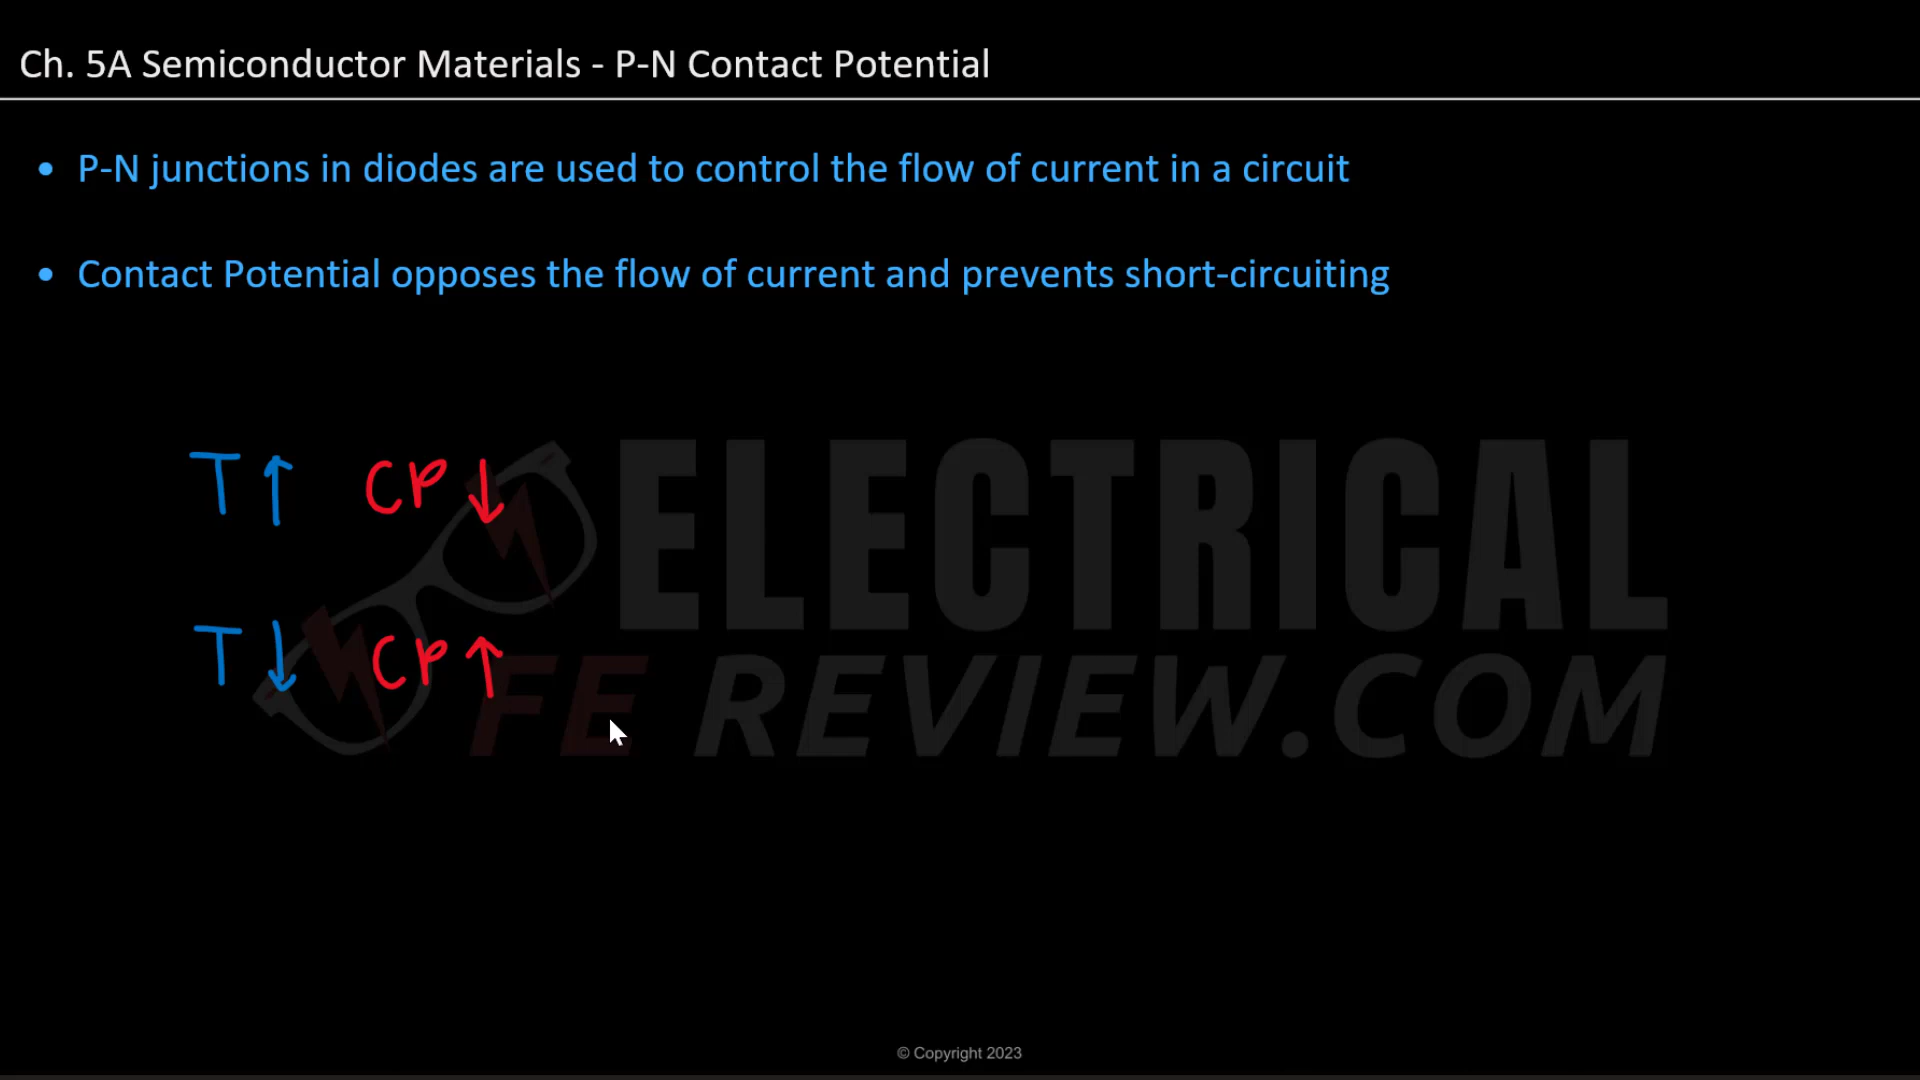 Ch. 5A Semiconductor Materials - P-N Contact Potential
• P-N junctions in diodes are used to control the flow of current in a circuit
• Contact Potential opposes the flow of current and prevents short-circuiting
T↑ CP↓
T↓ CP↑
ELECTRICAL
FE REVIEW.COM
© Copyright 2023